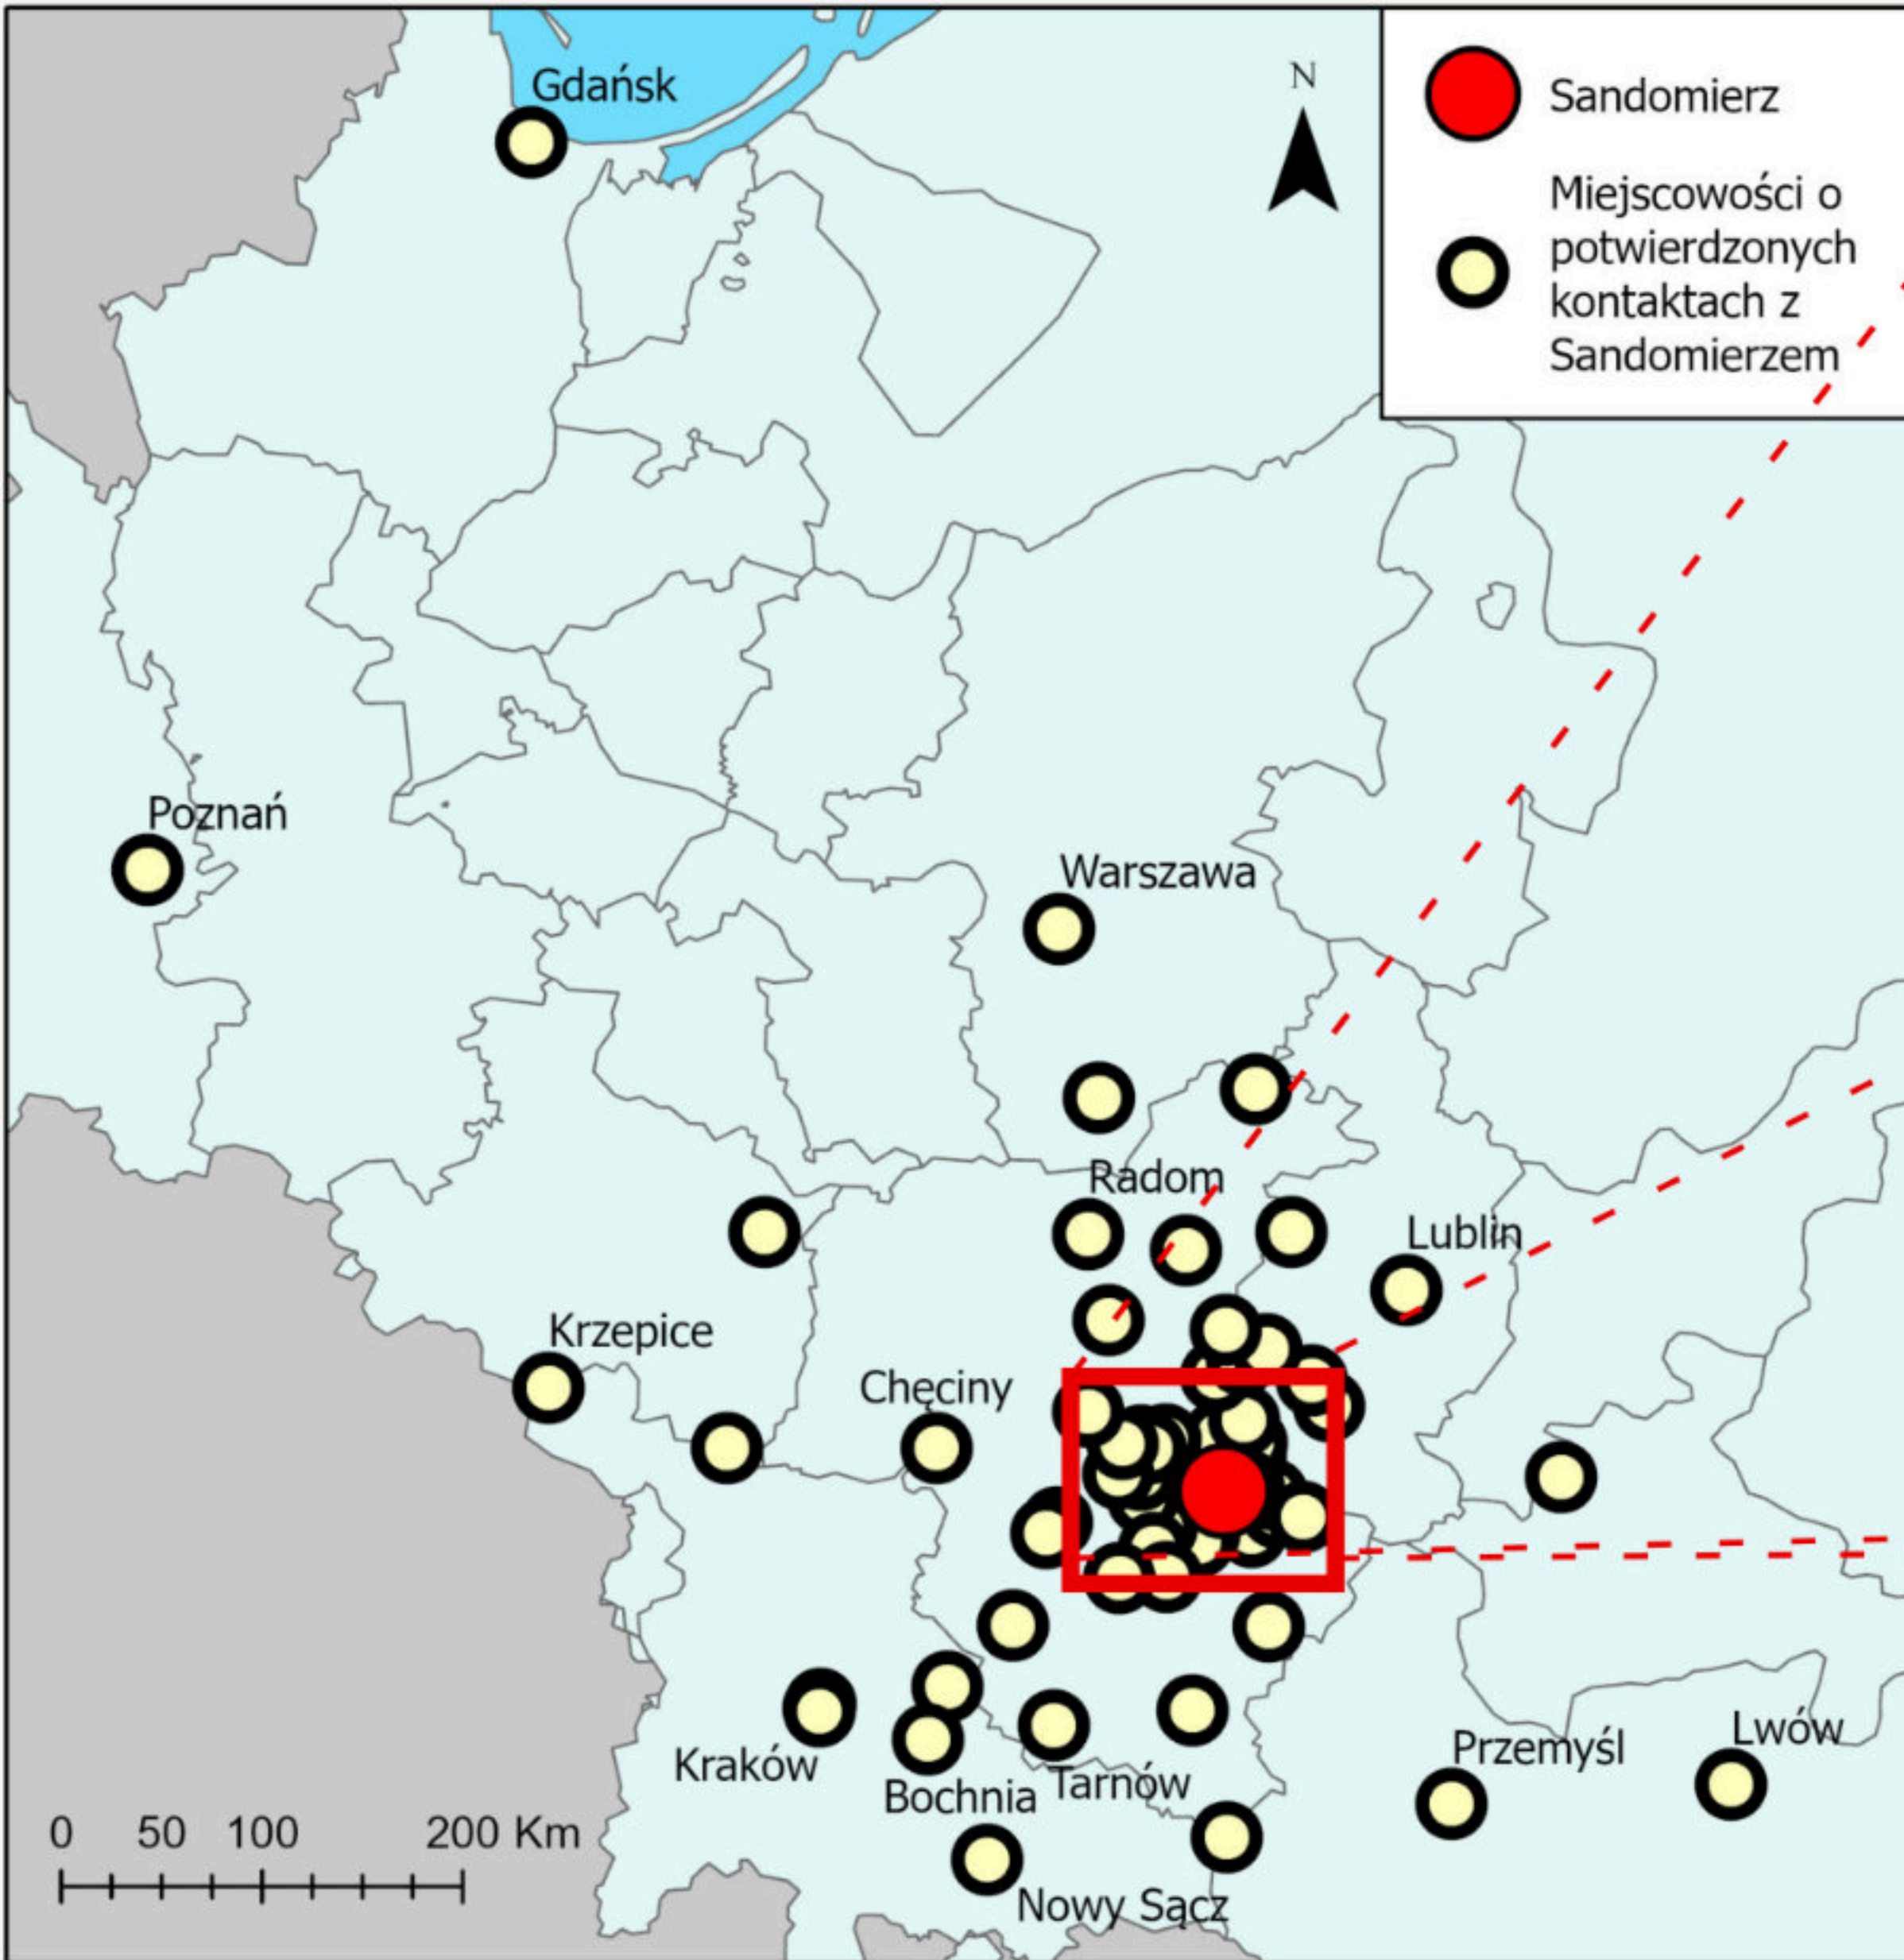 Gdańsk
N
Sandomierz
Miejscowości o
potwierdzonych
kontaktach z
Sandomierzem
Poznań
Warszawa
Radom
Lublin
Krzepice
Chęciny
Kraków
Bochnia
Tarnów
Przemyśl
Lwów
Nowy Sącz
0 50 100 200 Km